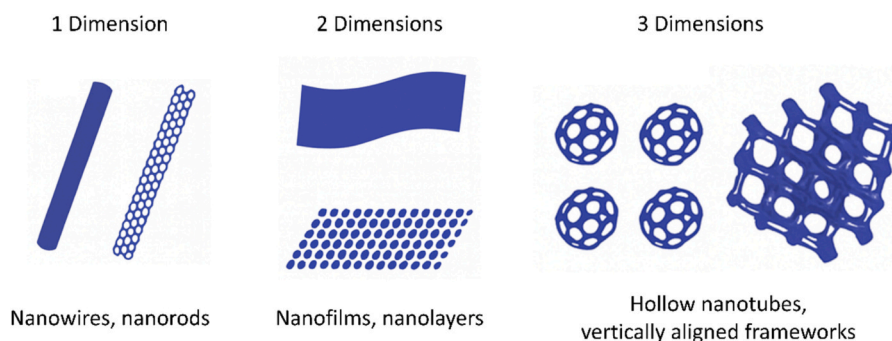 1 Dimension
2 Dimensions
3 Dimensions
Nanowires, nanorods
Nanofilms, nanolayers
Hollow nanotubes,
vertically aligned frameworks